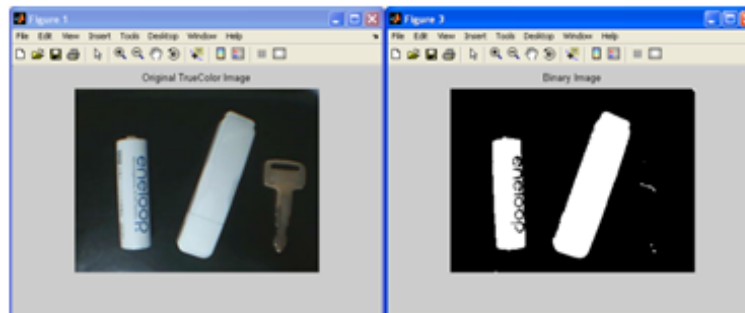 Figure 1
File Edit View Insert Tools Desktop Window Help
Original TrueColor Image
eneloop
Figure 3
File Edit View Insert Tools Desktop Window Help
Binary Image
eneloop